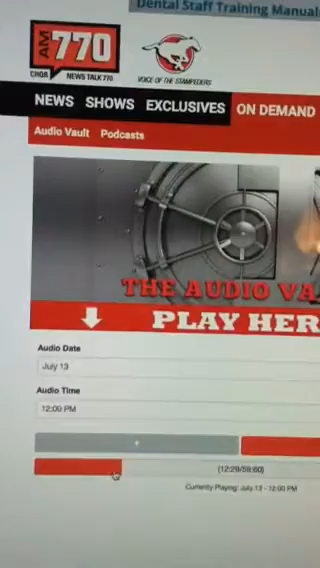 Dental Staff Training Manual
AM 770
CHQR NEWS TALK 770
VOICE OF THE STAMPEDERS
NEWS SHOWS EXCLUSIVES ON DEMAND
Audio Vault Podcasts
THE AUDIO VA
PLAY HER
Audio Date
July 13
Audio Time
12:00 PM
(12:29/59:60)
Currently Playing: July 13 - 12:00 PM